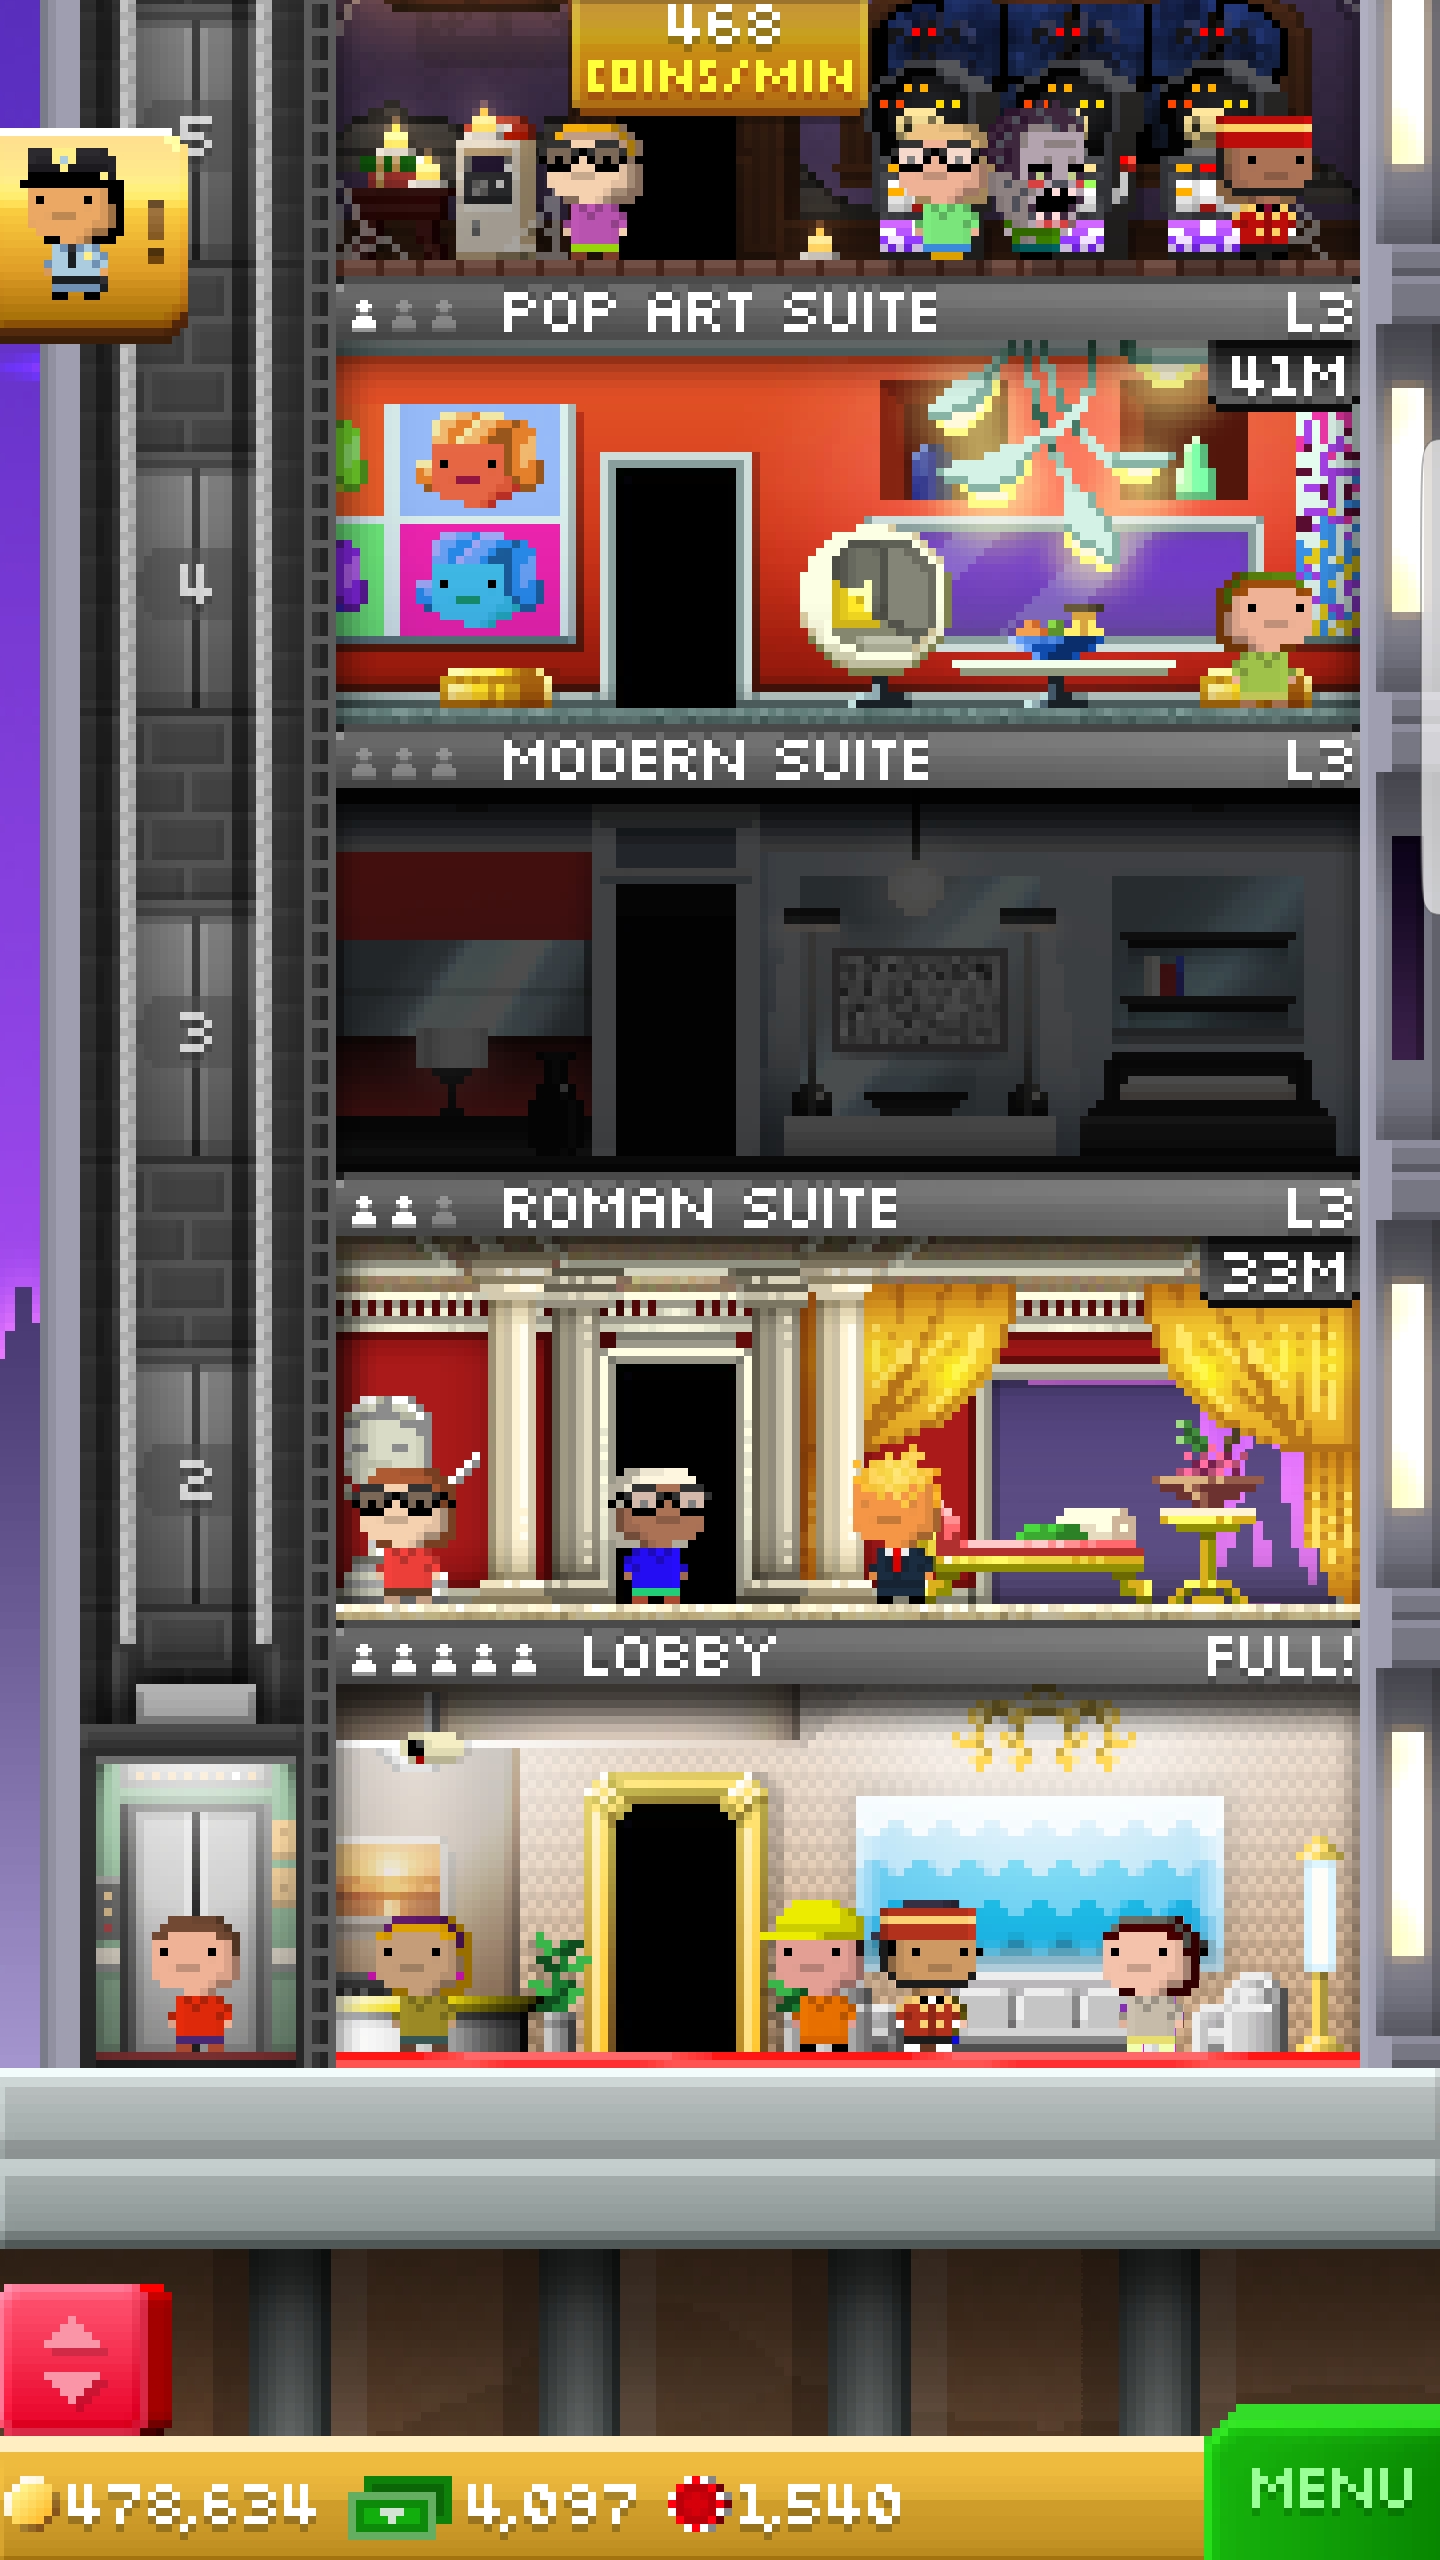 468
COINS/MIN
5
!
POP ART SUITE L3
41M
4
MODERN SUITE L3
3
ROMAN SUITE L3
33M
2
LOBBY FULL!
478,634 4,097 1,540
MENU